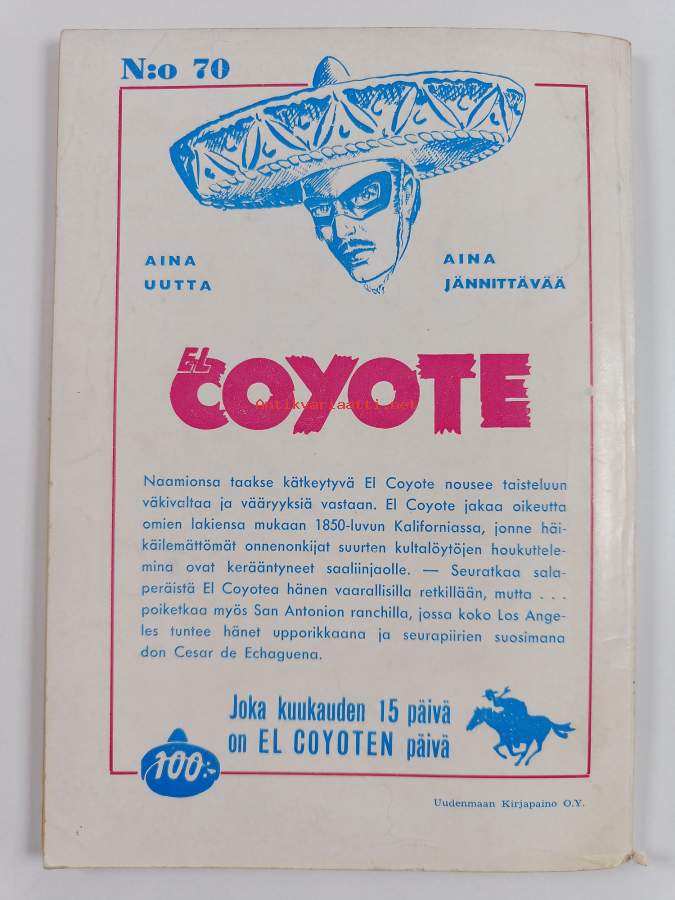 N:o 70
AINA
UUTTA
AINA
JÄNNITTÄVÄÄ
EL
COYOTE
Antikvariaatti.net
Naamionsa taakse kätkeytyvä El Coyote nousee taisteluun
väkivaltaa ja vääryyksiä vastaan. El Coyote jakaa oikeutta
omien lakiensa mukaan 1850-luvun Kaliforniassa, jonne häi-
käilemättömät onnenonkijat suurten kultalöytöjen houkuttele-
mina ovat kerääntyneet saaliinjaolle. — Seuratkaa sala-
peräistä El Coyotea hänen vaarallisilla retkillään, mutta . . .
poiketkaa myös San Antonion ranchilla, jossa koko Los Ange-
les tuntee hänet upporikkaana ja seurapiirien suosimana
don Cesar de Echaguena.
Joka kuukauden 15 päivä
on EL COYOTEN päivä
100:-
Uudenmaan Kirjapaino O.Y.